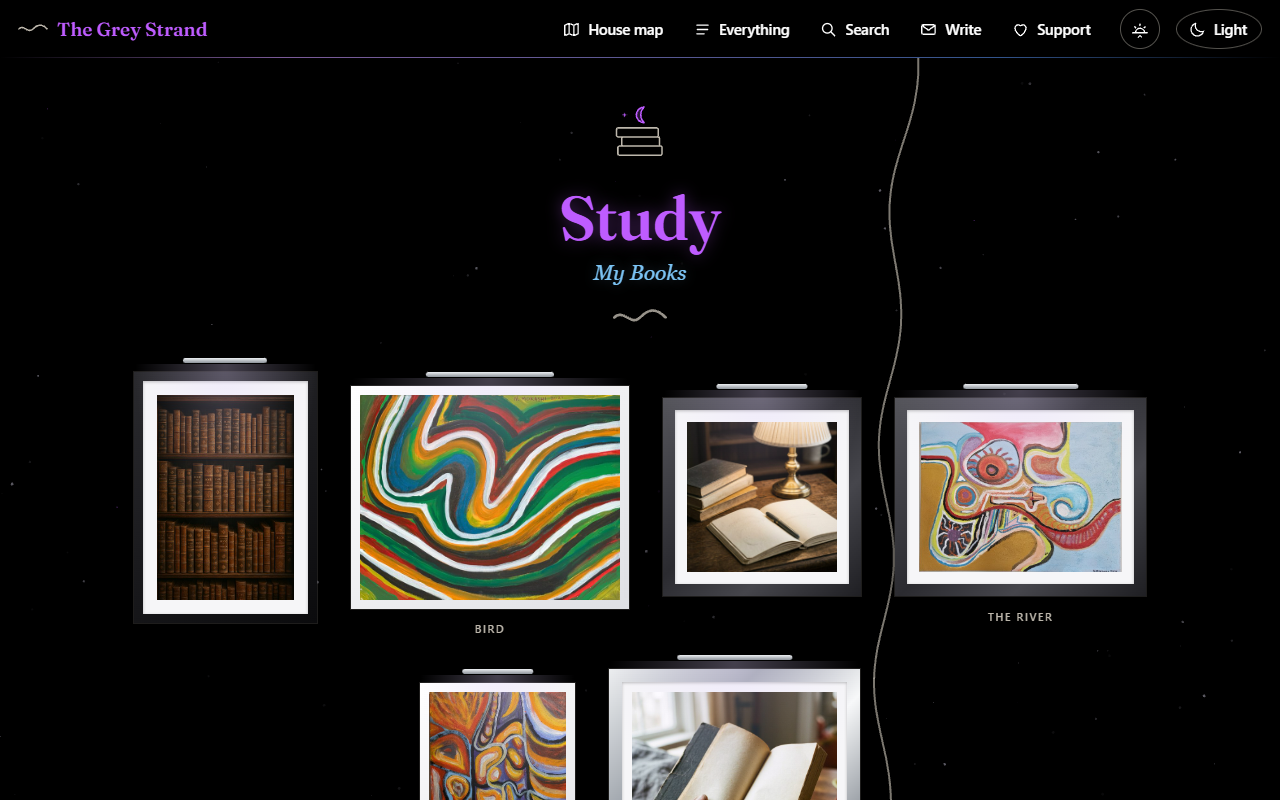 The Grey Strand
House map
Everything
Search
Write
Support
Light
Study
My Books
BIRD
THE RIVER